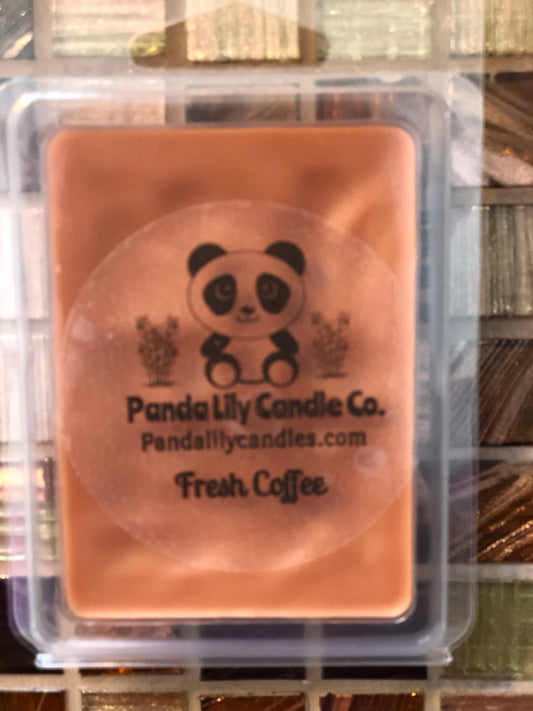 Panda Lily Candle Co.
Pandalilycandles.com
Fresh Coffee